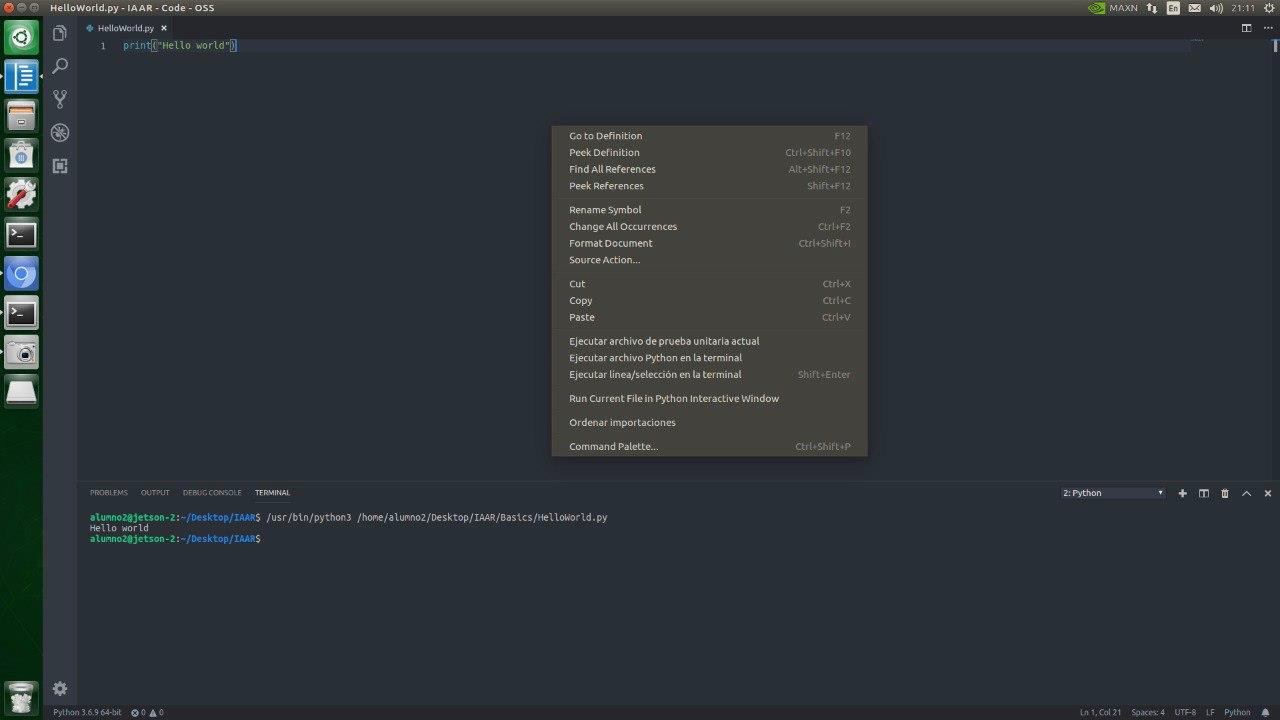 HelloWorld.py - IAAR - Code - OSS
MAXN
En
21:11
HelloWorld.py
1 print("Hello world")
Go to Definition F12
Peek Definition Ctrl+Shift+F10
Find All References Alt+Shift+F12
Peek References Shift+F12
Rename Symbol F2
Change All Occurrences Ctrl+F2
Format Document Ctrl+Shift+I
Source Action...
Cut Ctrl+X
Copy Ctrl+C
Paste Ctrl+V
Ejecutar archivo de prueba unitaria actual
Ejecutar archivo Python en la terminal
Ejecutar línea/selección en la terminal Shift+Enter
Run Current File in Python Interactive Window
Ordenar importaciones
Command Palette... Ctrl+Shift+P
PROBLEMS OUTPUT DEBUG CONSOLE TERMINAL
2: Python
alumno2@jetson-2:~/Desktop/IAAR$ /usr/bin/python3 /home/alumno2/Desktop/IAAR/Basics/HelloWorld.py
Hello world
alumno2@jetson-2:~/Desktop/IAAR$
Python 3.6.9 64-bit 0 0
Ln 1, Col 21 Spaces: 4 UTF-8 LF Python